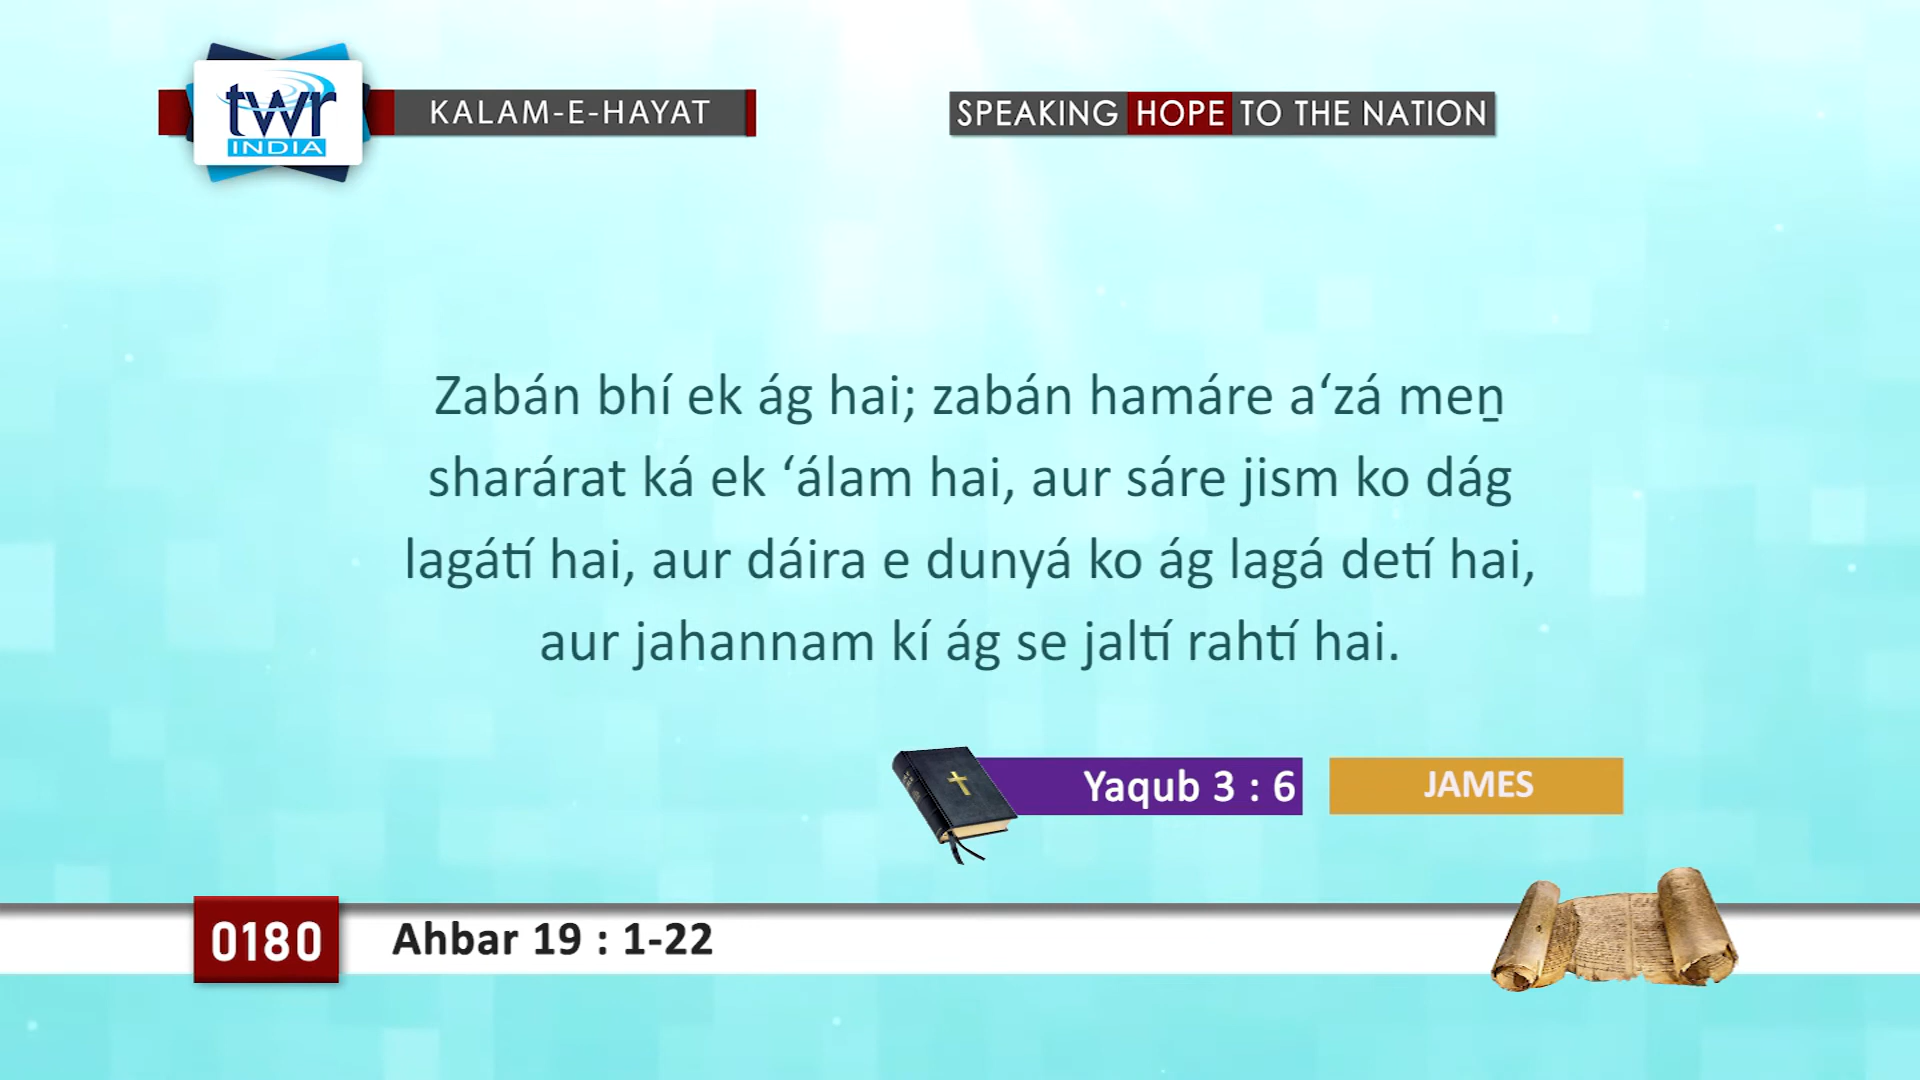 twr
INDIA
KALAM-E-HAYAT
SPEAKING HOPE TO THE NATION
Zabán bhí ek ág hai; zabán hamáre a‘zá meṉ
sharárat ká ek ‘álam hai, aur sáre jism ko dág
lagátí hai, aur dáira e dunyá ko ág lagá detí hai,
aur jahannam kí ág se jaltí rahtí hai.
Yaqub 3 : 6
JAMES
0180
Ahbar 19 : 1-22